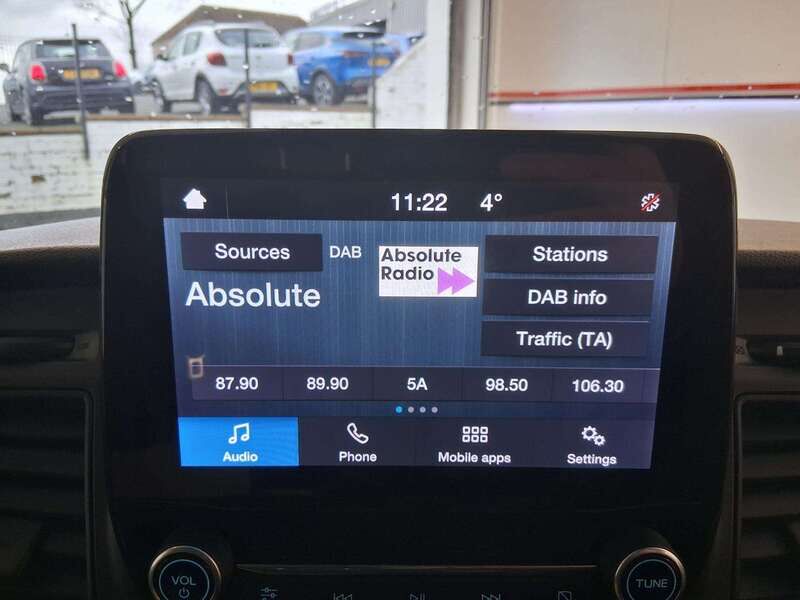 11:22 4°
Sources DAB Absolute Radio Stations
Absolute DAB info
Traffic (TA)
87.90 89.90 5A 98.50 106.30
Audio Phone Mobile apps Settings
VOL TUNE